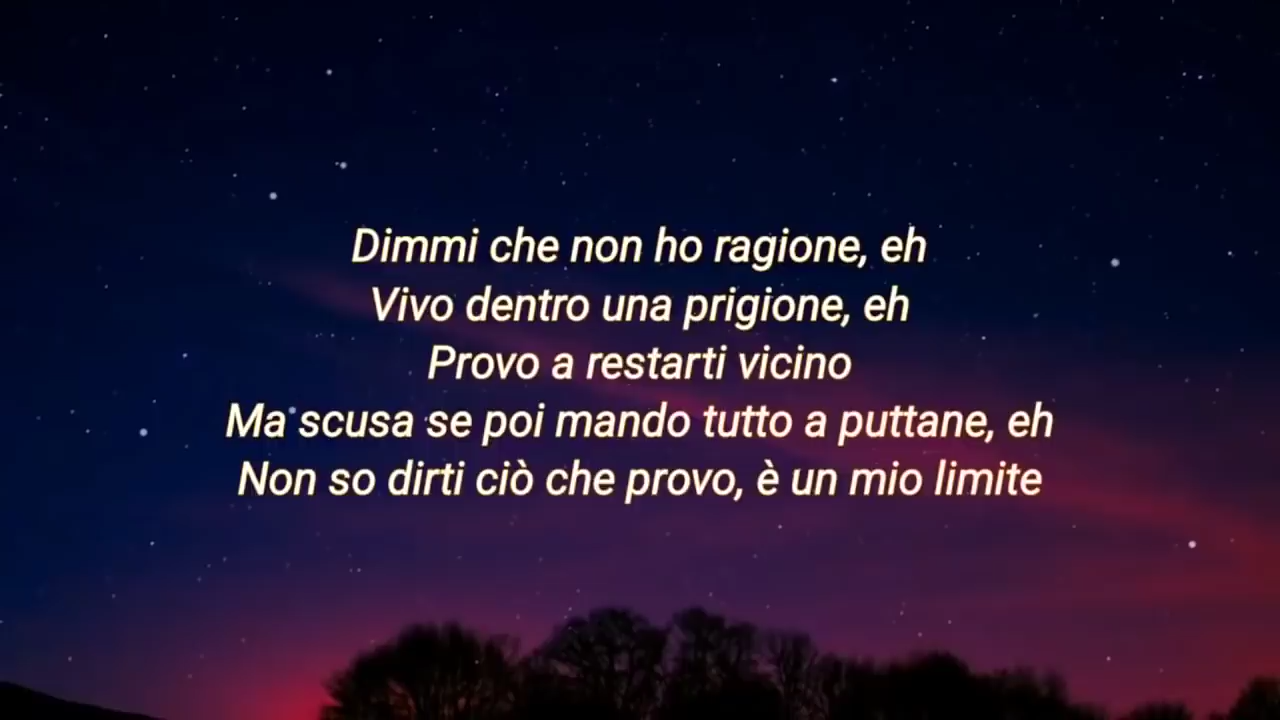 Dimmi che non ho ragione, eh
Vivo dentro una prigione, eh
Provo a restarti vicino
Ma scusa se poi mando tutto a puttane, eh
Non so dirti ciò che provo, è un mio limite